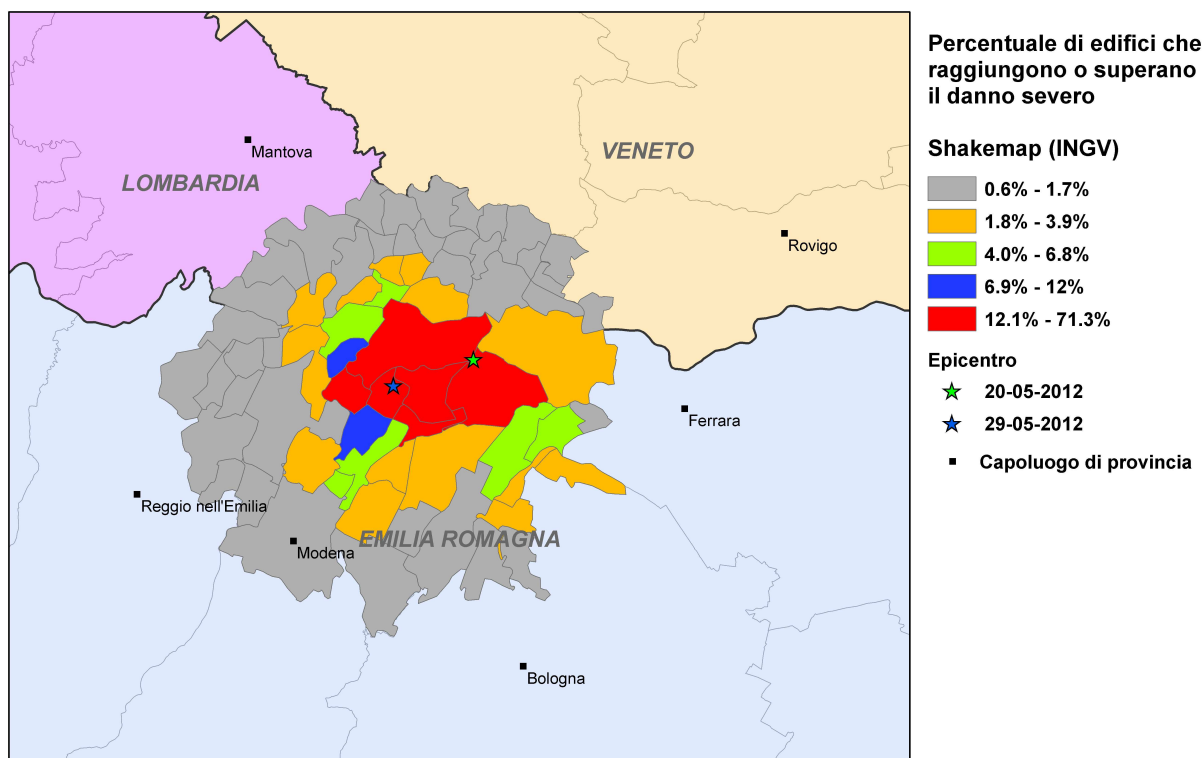 Percentuale di edifici che
raggiungono o superano
il danno severo
Shakemap (INGV)
0.6% - 1.7%
1.8% - 3.9%
4.0% - 6.8%
6.9% - 12%
12.1% - 71.3%
Epicentro
20-05-2012
29-05-2012
Capoluogo di provincia
Mantova
VENETO
LOMBARDIA
Rovigo
Ferrara
Reggio nell'Emilia
EMILIA ROMAGNA
Modena
Bologna